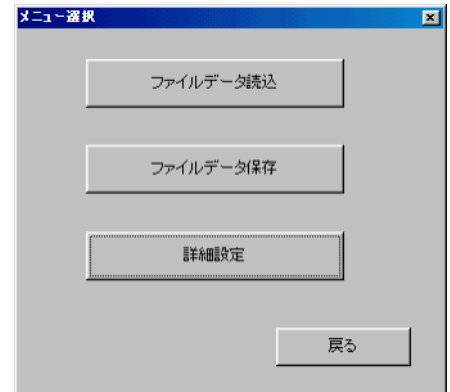 メニュー選択
ファイルデータ読込
ファイルデータ保存
詳細設定
戻る